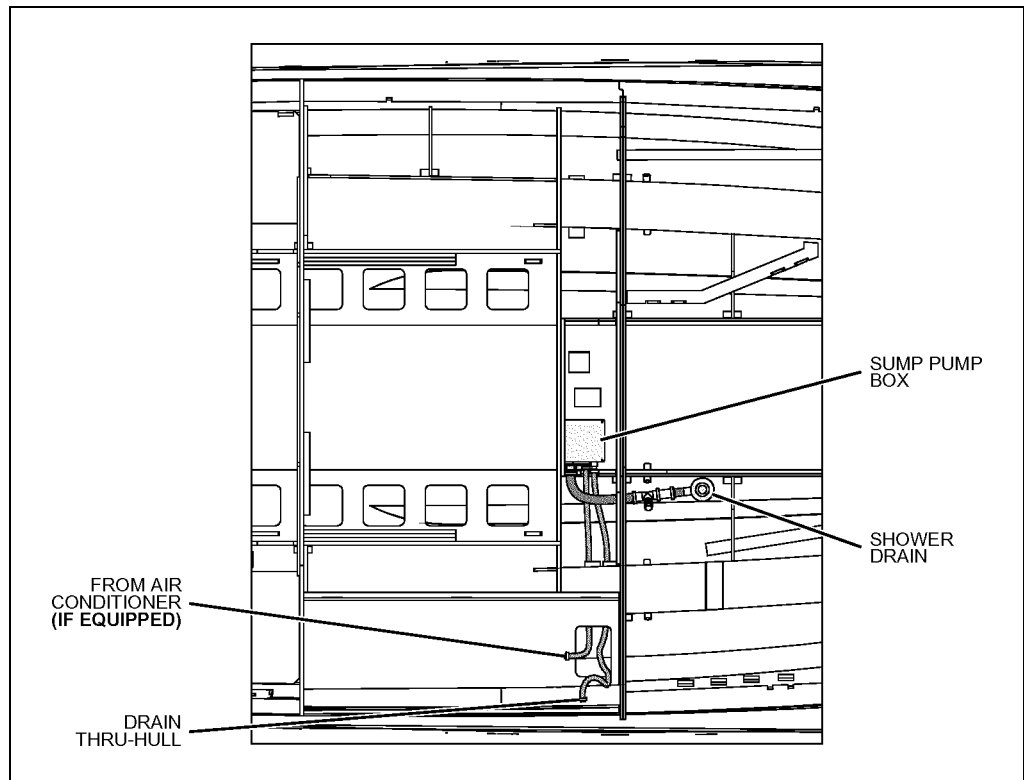 SUMP PUMP
BOX
SHOWER
DRAIN
FROM AIR
CONDITIONER
(IF EQUIPPED)
DRAIN
THRU-HULL